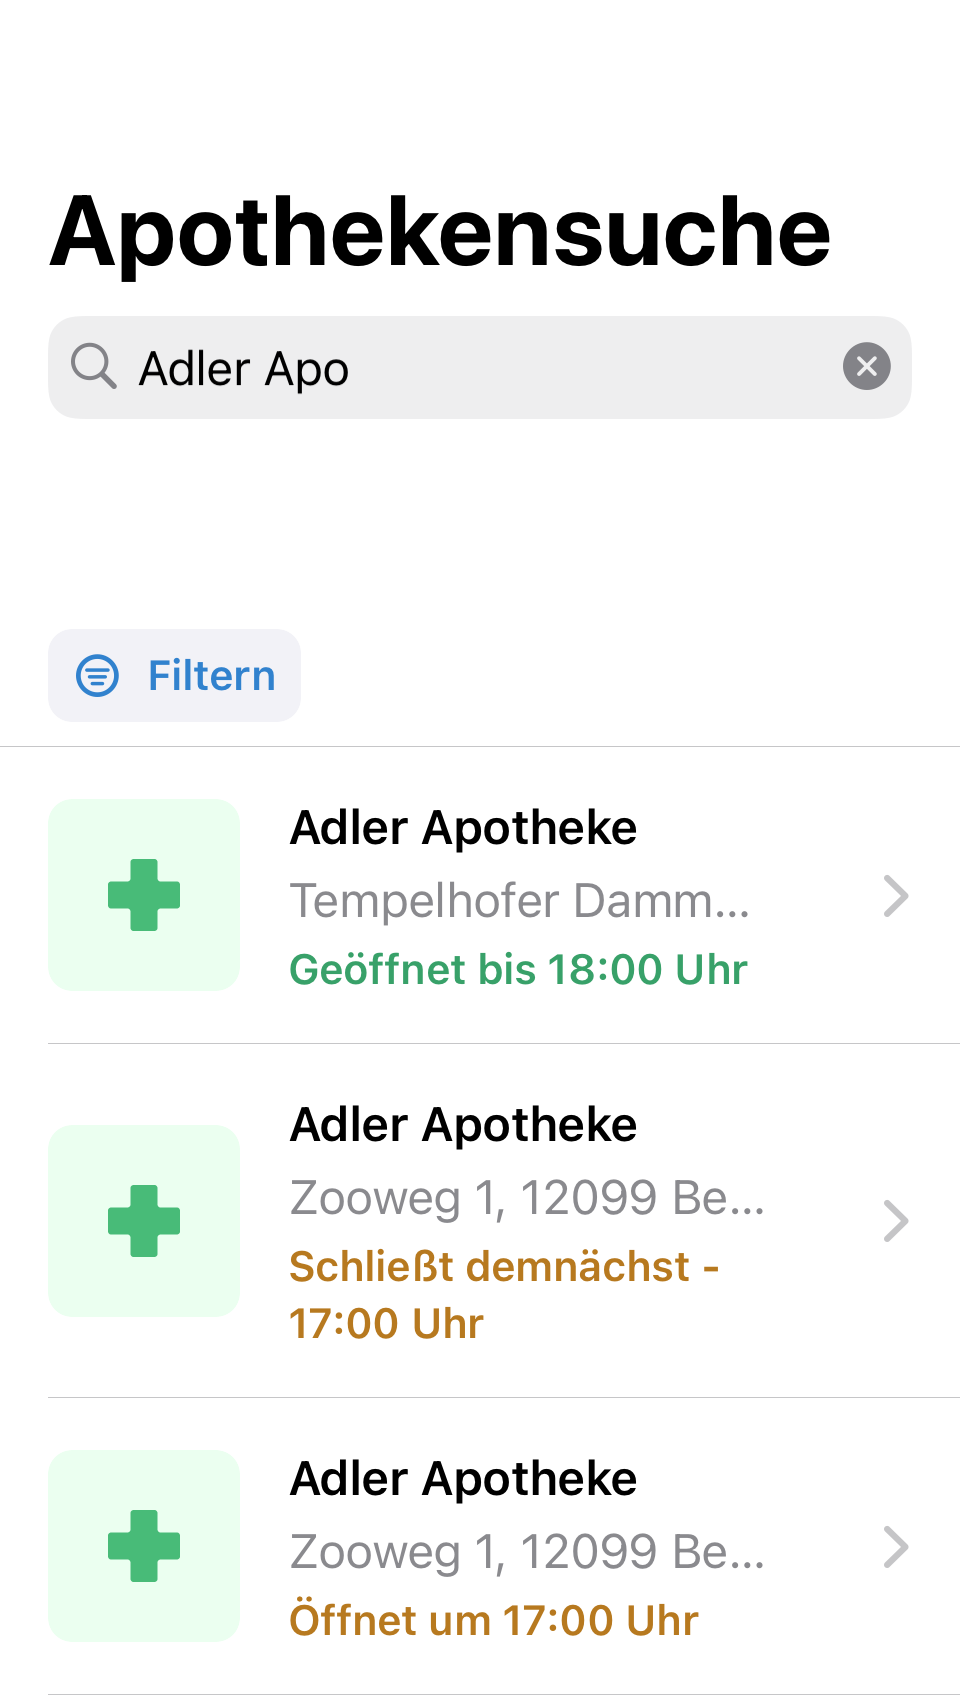 Apothekensuche
Adler Apo
Filtern
Adler Apotheke
Tempelhofer Damm...
Geöffnet bis 18:00 Uhr
Adler Apotheke
Zooweg 1, 12099 Be...
Schließt demnächst -
17:00 Uhr
Adler Apotheke
Zooweg 1, 12099 Be...
Öffnet um 17:00 Uhr